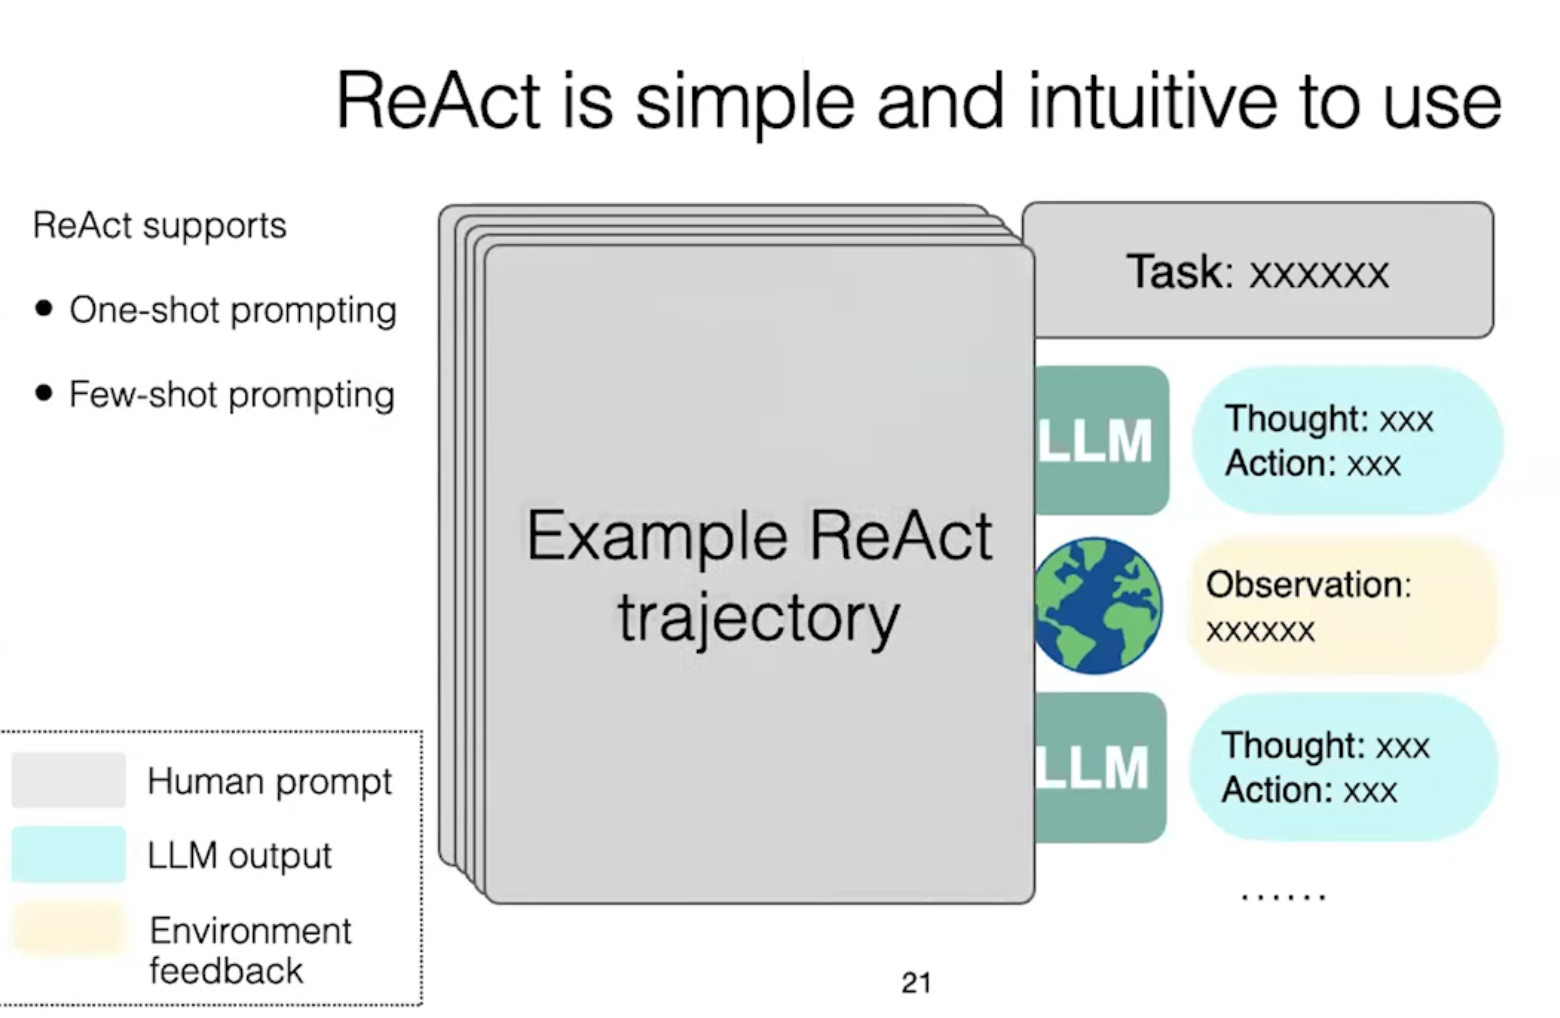 ReAct is simple and intuitive to use
ReAct supports
• One-shot prompting
• Few-shot prompting
Example ReAct
trajectory
Task: xxxxxx
LLM
Thought: xxx
Action: xxx
Observation:
xxxxxx
LLM
Thought: xxx
Action: xxx
......
Human prompt
LLM output
Environment
feedback
21